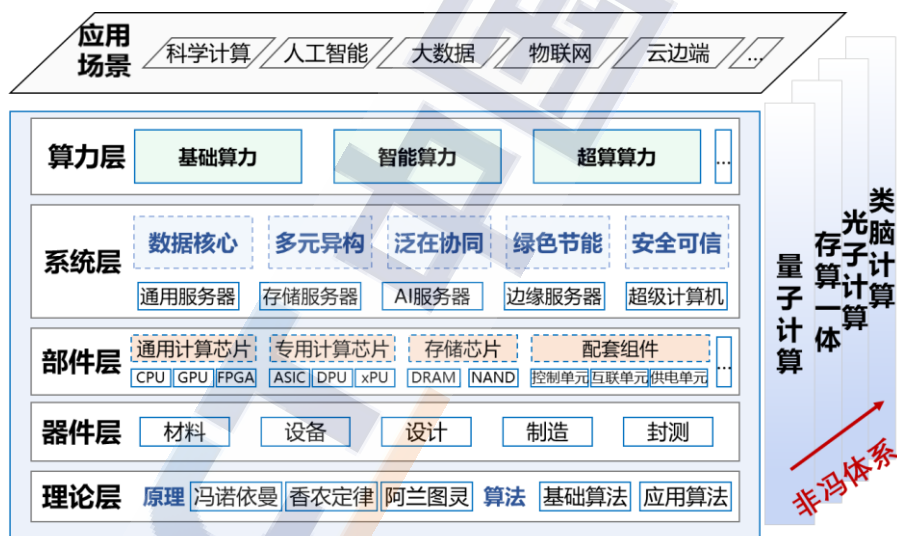 应用场景 科学计算 人工智能 大数据 物联网 云边端 ...
算力层 基础算力 智能算力 超算算力 ...
系统层 数据核心 多元异构 泛在协同 绿色节能 安全可信
通用服务器 存储服务器 AI服务器 边缘服务器 超级计算机
部件层 通用计算芯片 专用计算芯片 存储芯片 配套组件 ...
CPU GPU FPGA ASIC DPU xPU DRAM NAND 控制单元 互联单元 供电单元
器件层 材料 设备 设计 制造 封测
理论层 原理 冯诺依曼 香农定律 阿兰图灵 算法 基础算法 应用算法
量子计算
存算一体
光子计算
类脑计算
非冯体系
CT中国